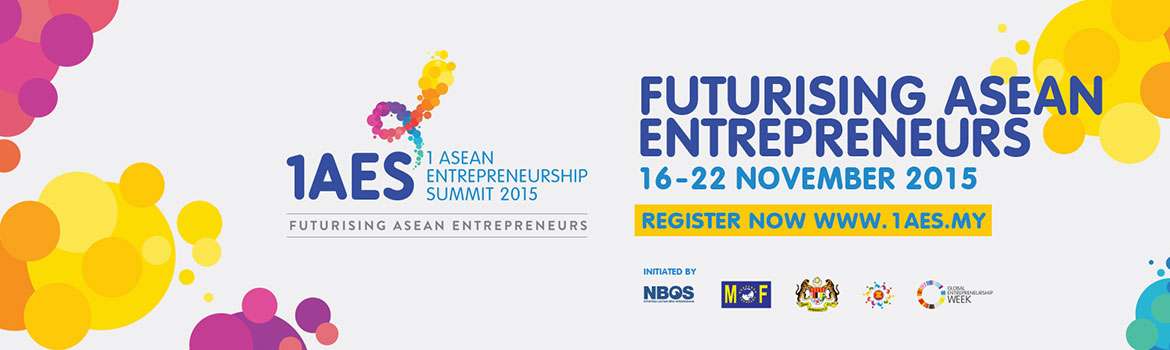 1AES
1 ASEAN
ENTREPRENEURSHIP
SUMMIT 2015
FUTURISING ASEAN ENTREPRENEURS
FUTURISING ASEAN
ENTREPRENEURS
16-22 NOVEMBER 2015
REGISTER NOW WWW.1AES.MY
INITIATED BY
NBOS
MOF
GLOBAL
ENTREPRENEURSHIP
WEEK